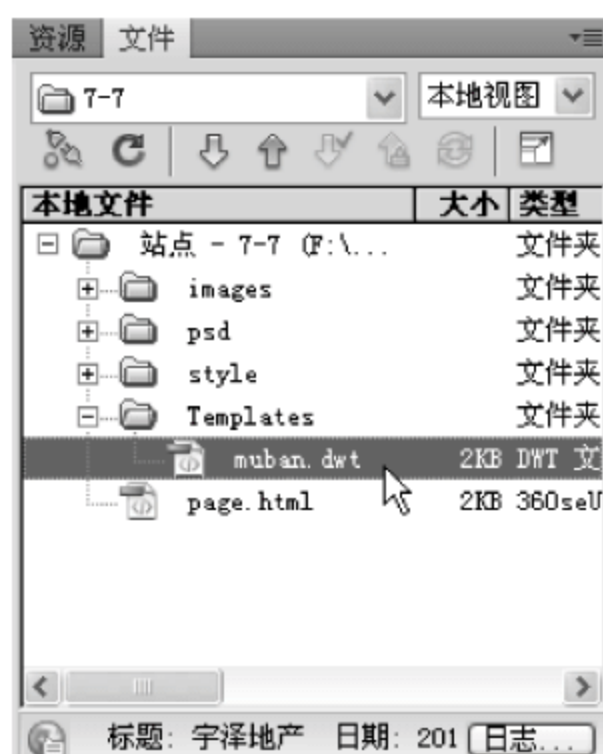 资源 文件
7-7 本地视图
本地文件 大小 类型
站点 - 7-7 (F:\... 文件夹
images 文件夹
psd 文件夹
style 文件夹
Templates 文件夹
muban.dwt 2KB DWT 文
page.html 2KB 360seU
标题: 宇泽地产 日期: 201 日志...